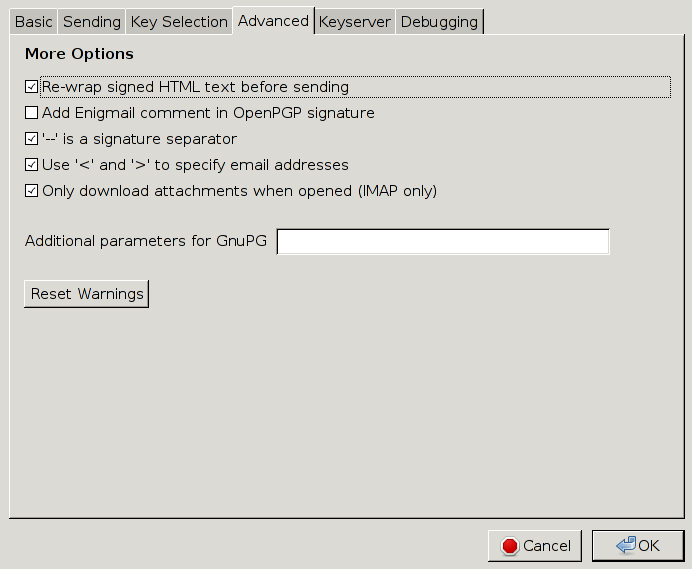 Basic Sending Key Selection Advanced Keyserver Debugging
More Options
Re-wrap signed HTML text before sending
Add Enigmail comment in OpenPGP signature
'--' is a signature separator
Use '<' and '>' to specify email addresses
Only download attachments when opened (IMAP only)
Additional parameters for GnuPG
Reset Warnings
Cancel OK